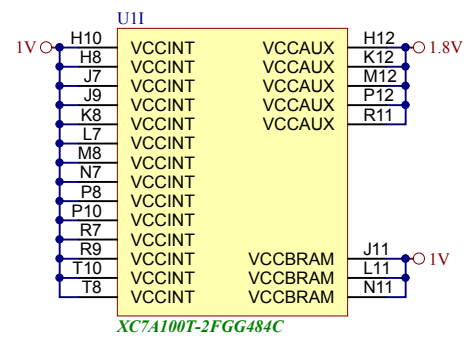 U1I
1V H10 VCCINT VCCAUX H12 1.8V
H8 VCCINT VCCAUX K12
J7 VCCINT VCCAUX M12
J9 VCCINT VCCAUX P12
K8 VCCINT VCCAUX R11
L7 VCCINT
M8 VCCINT
N7 VCCINT
P8 VCCINT
P10 VCCINT
R7 VCCINT
R9 VCCINT VCCBRAM J11 1V
T10 VCCINT VCCBRAM L11
T8 VCCINT VCCBRAM N11
XC7A100T-2FGG484C